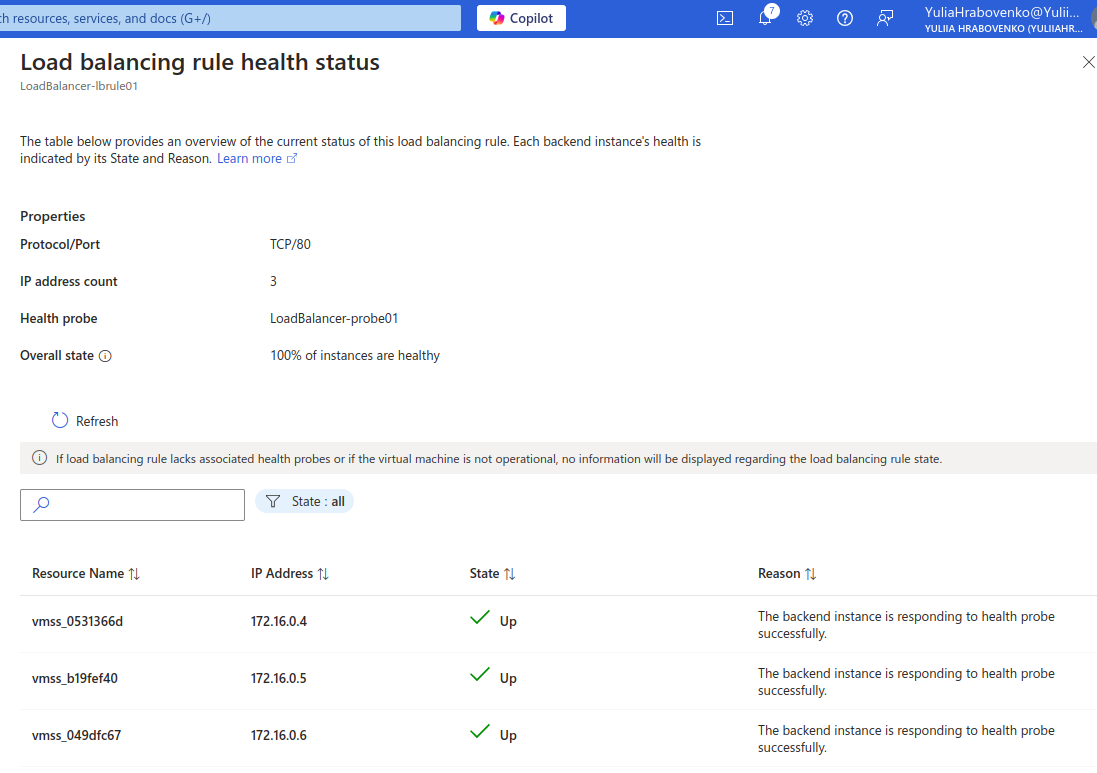 ch resources, services, and docs (G+/)
Copilot
7
YuliaHrabovenko@Yulii...
YULIIA HRABOVENKO (YULIIAHR...
Load balancing rule health status
LoadBalancer-lbrule01
The table below provides an overview of the current status of this load balancing rule. Each backend instance's health is
indicated by its State and Reason. Learn more
Properties
Protocol/Port TCP/80
IP address count 3
Health probe LoadBalancer-probe01
Overall state 100% of instances are healthy
Refresh
If load balancing rule lacks associated health probes or if the virtual machine is not operational, no information will be displayed regarding the load balancing rule state.
State : all
Resource Name IP Address State Reason
vmss_0531366d 172.16.0.4 Up The backend instance is responding to health probe
successfully.
vmss_b19fef40 172.16.0.5 Up The backend instance is responding to health probe
successfully.
vmss_049dfc67 172.16.0.6 Up The backend instance is responding to health probe
successfully.